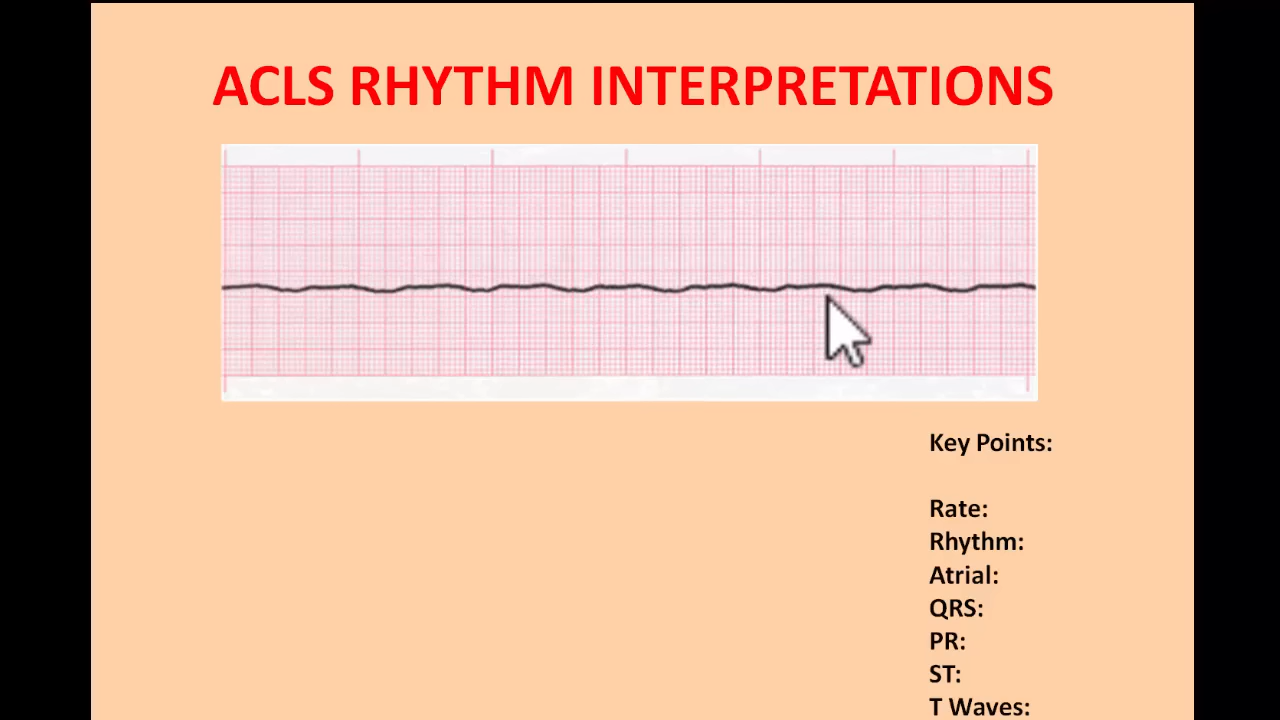 ACLS RHYTHM INTERPRETATIONS
Key Points:
Rate:
Rhythm:
Atrial:
QRS:
PR:
ST:
T Waves: